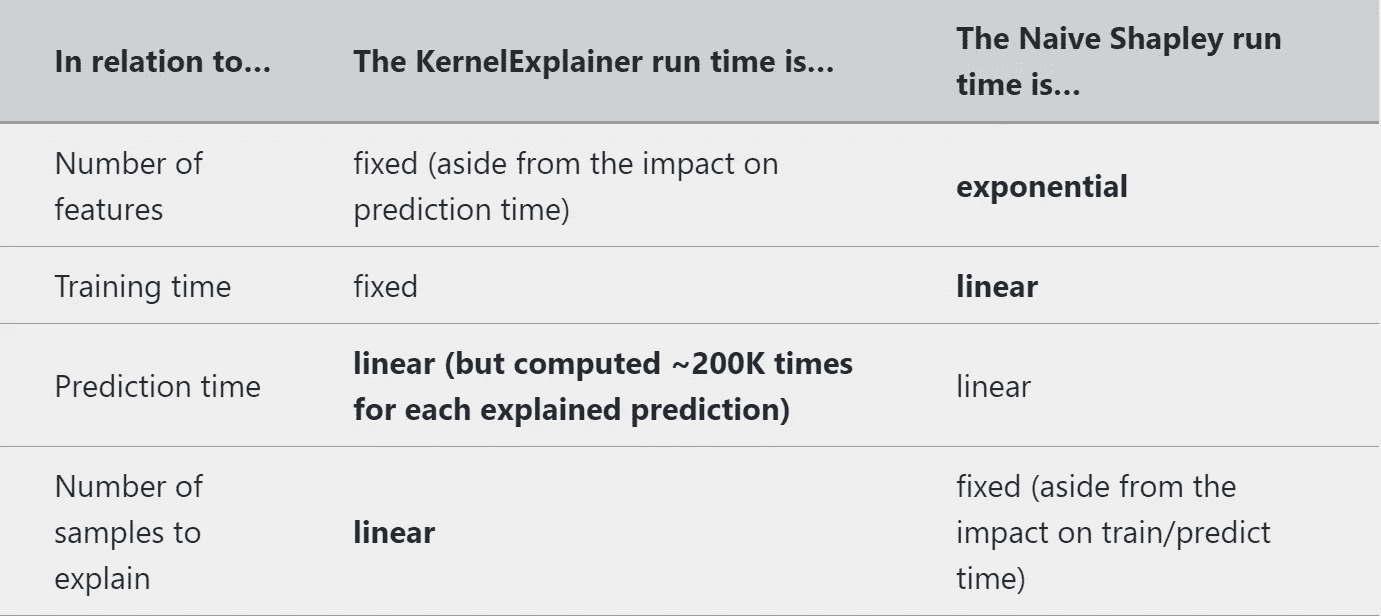 In relation to...
The KernelExplainer run time is...
The Naive Shapley run
time is...
Number of
features
fixed (aside from the impact on
prediction time)
exponential
Training time
fixed
linear
Prediction time
linear (but computed ~200K times
for each explained prediction)
linear
Number of
samples to
explain
linear
fixed (aside from the
impact on train/predict
time)